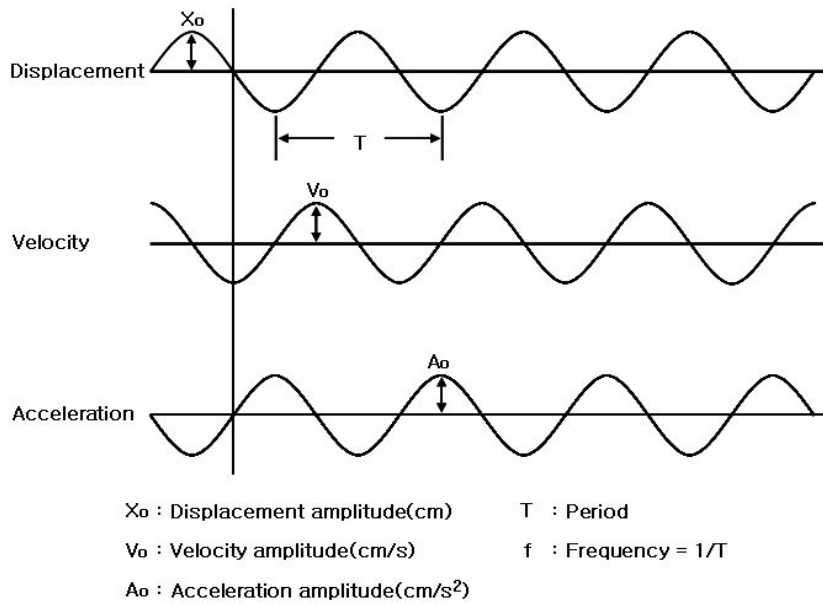 Xo
Displacement
T
Vo
Velocity
Ao
Acceleration
Xo : Displacement amplitude(cm) T : Period
Vo : Velocity amplitude(cm/s) f : Frequency = 1/T
Ao : Acceleration amplitude(cm/s²)